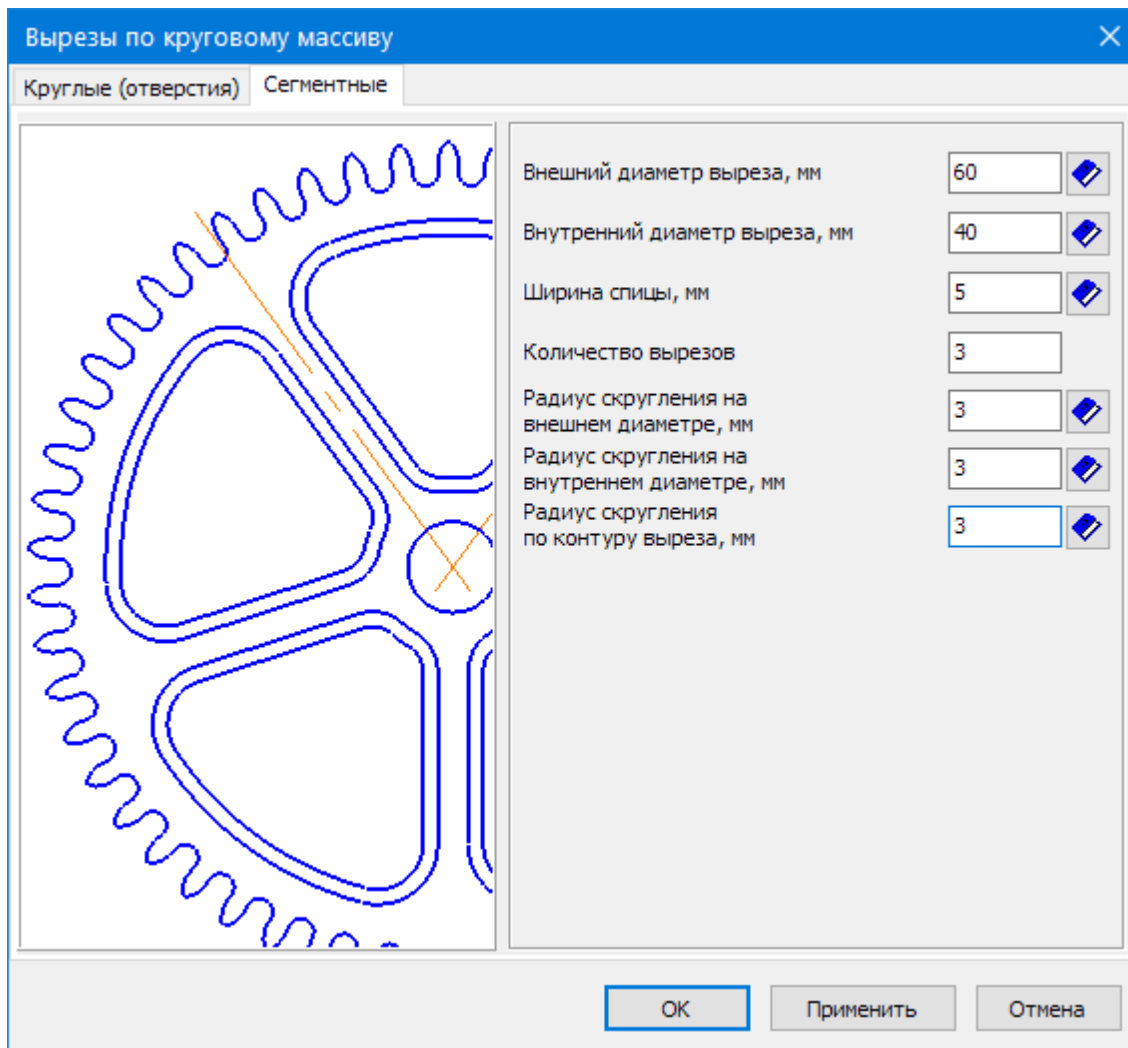 Вырезы по круговому массиву
Круглые (отверстия) Сегментные
Внешний диаметр выреза, мм 60
Внутренний диаметр выреза, мм 40
Ширина спицы, мм 5
Количество вырезов 3
Радиус скругления на
внешнем диаметре, мм 3
Радиус скругления на
внутреннем диаметре, мм 3
Радиус скругления
по контуру выреза, мм 3
OK Применить Отмена